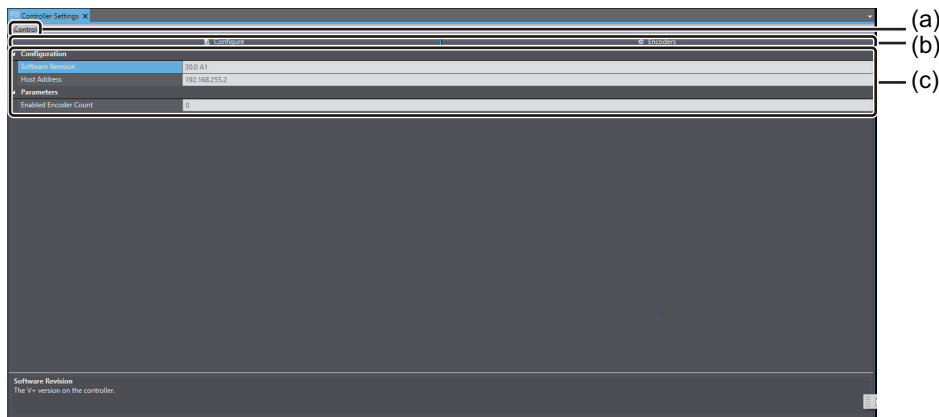 Controller Settings X
(a)
Control
(b)
Configure Encoders
Configuration
Software Revision 30.0 A1
Host Address 192.168.255.2
(c)
Parameters
Enabled Encoder Count 0
Software Revision
The V+ version on the controller.